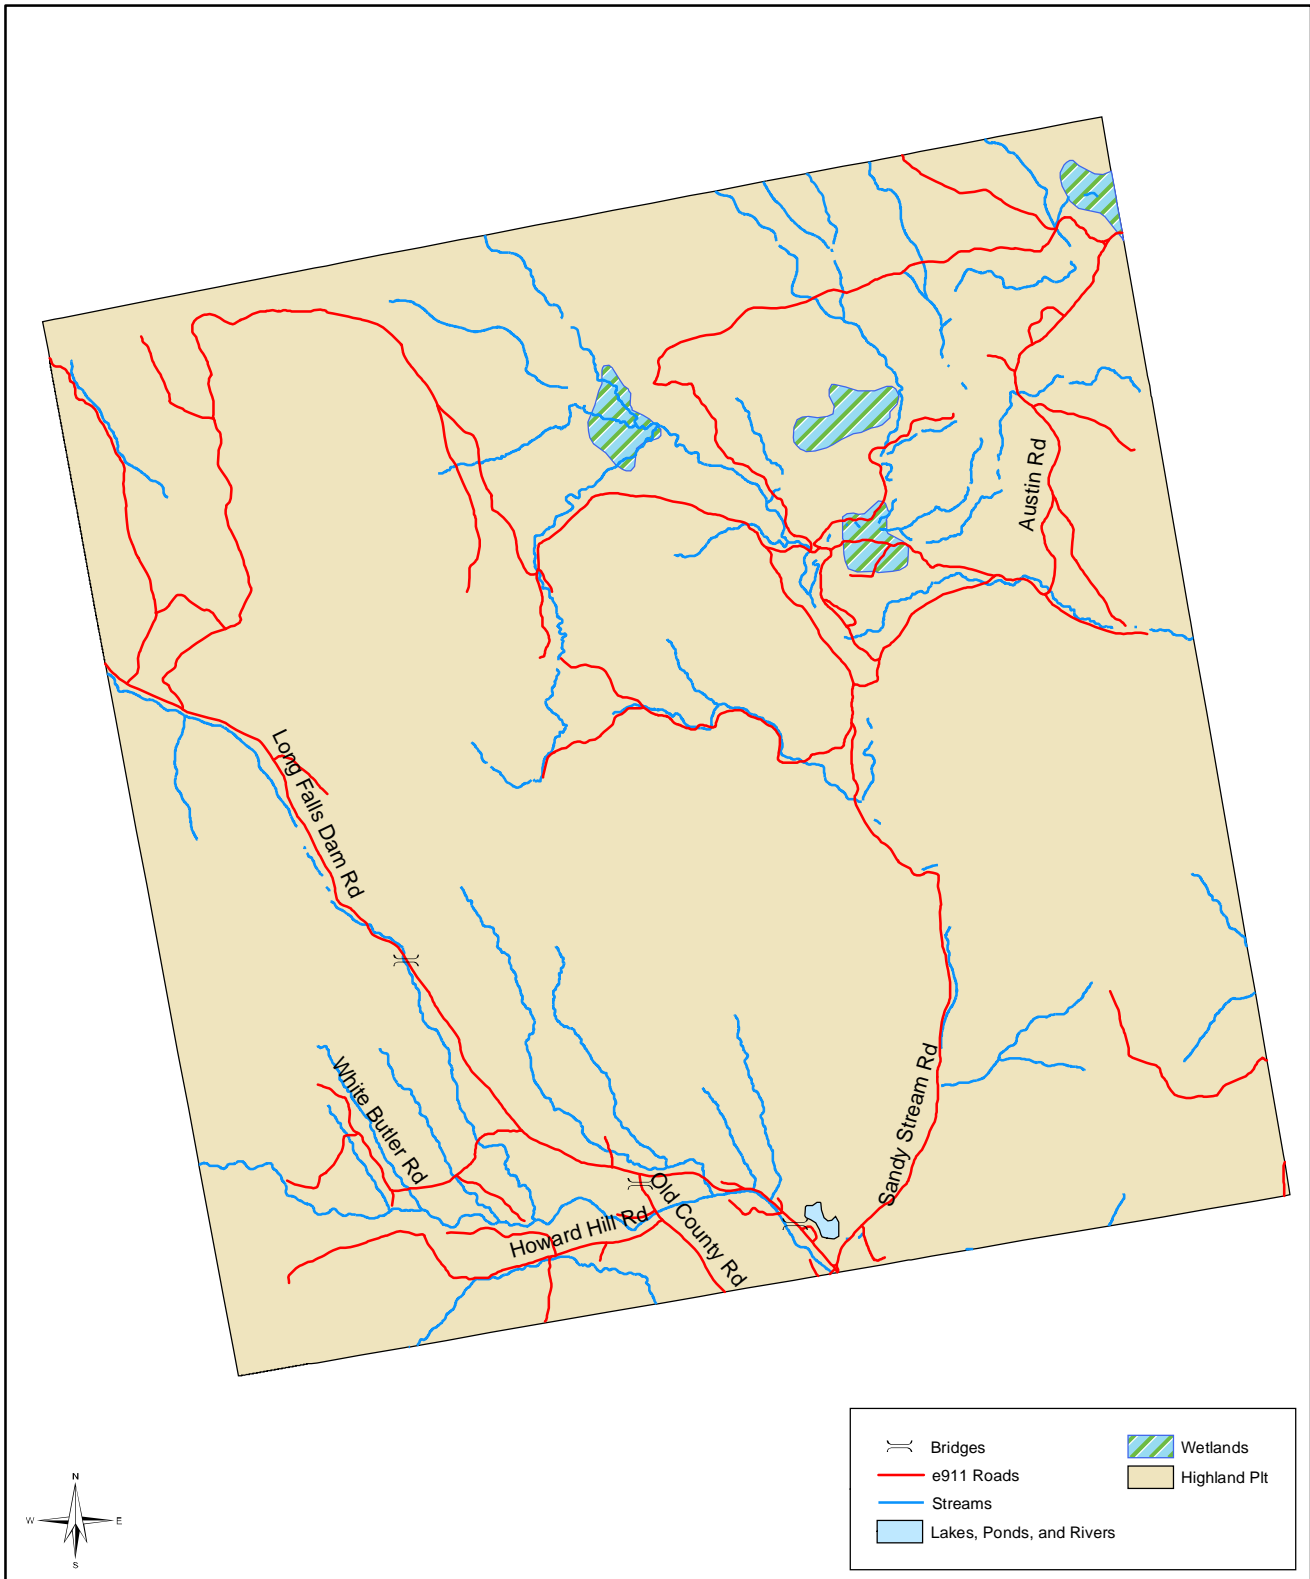 Austin Rd
Long Falls Dam Rd
White Butler Rd
Sandy Stream Rd
Old County Rd
Howard Hill Rd
N
W
E
S
Bridges
e911 Roads
Streams
Lakes, Ponds, and Rivers
Wetlands
Highland Plt